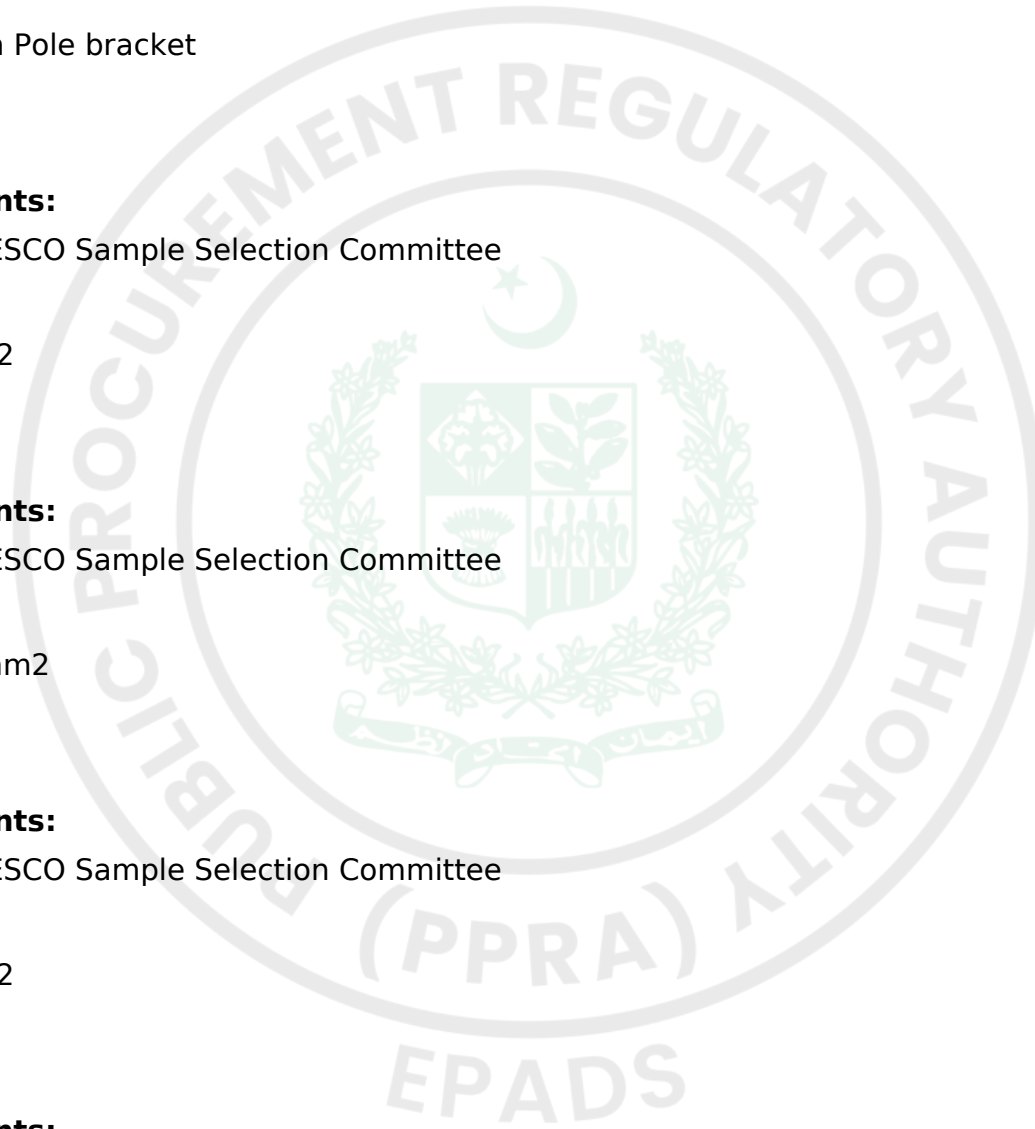 Pole bracket
nts:
ESCO Sample Selection Committee
2
nts:
ESCO Sample Selection Committee
m2
nts:
ESCO Sample Selection Committee
2
nts:
PUBLIC PROCUREMENT REGULATORY AUTHORITY
(PPRA)
EPADS